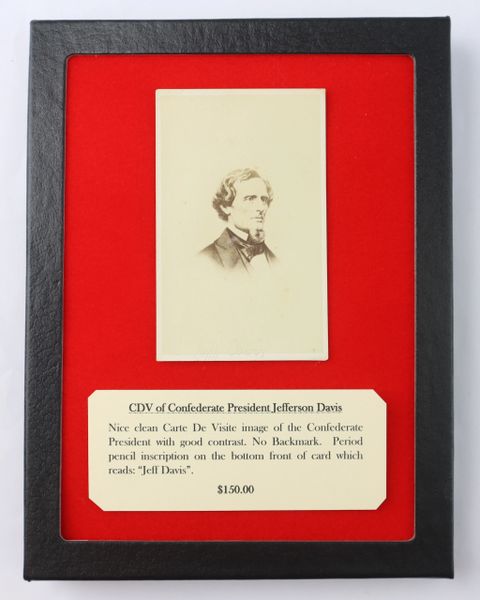 CDV of Confederate President Jefferson Davis
Nice clean Carte De Visite image of the Confederate
President with good contrast. No Backmark. Period
pencil inscription on the bottom front of card which
reads: “Jeff Davis”.
$150.00